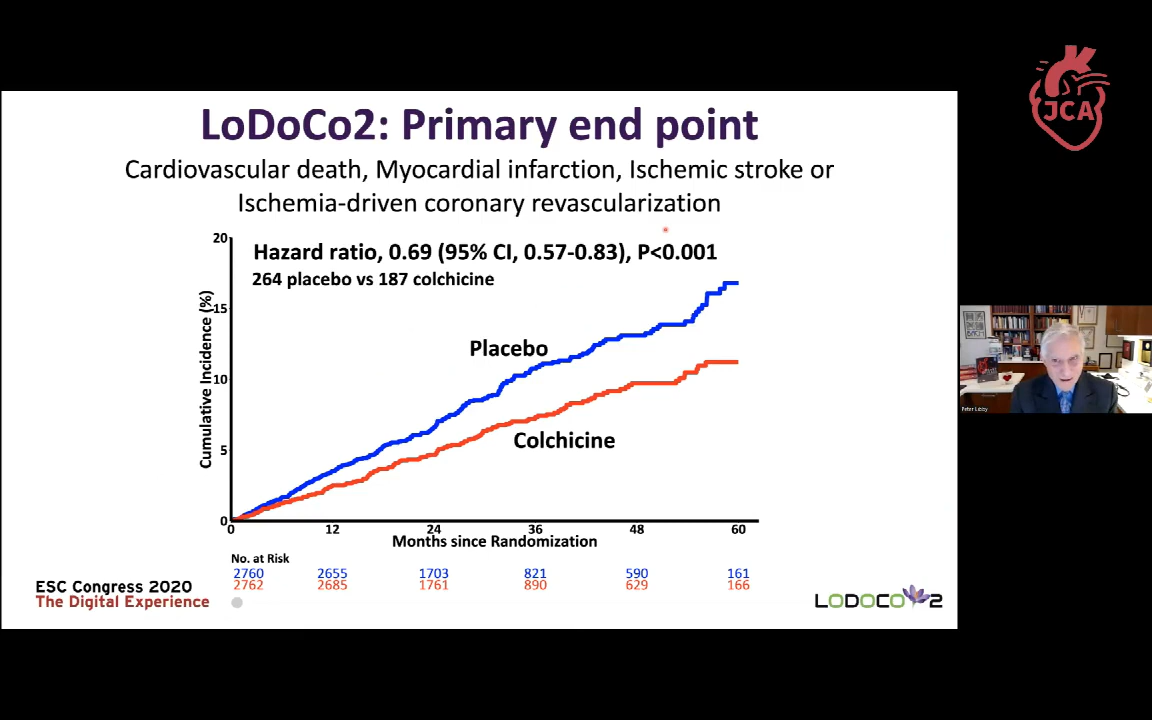 JCA
LoDoCo2: Primary end point
Cardiovascular death, Myocardial infarction, Ischemic stroke or
Ischemia-driven coronary revascularization
Hazard ratio, 0.69 (95% CI, 0.57-0.83), P<0.001
264 placebo vs 187 colchicine
Cumulative Incidence (%)
20
15
10
5
0
Placebo
Colchicine
0 12 24 36 48 60
Months since Randomization
No. at Risk
2760 2655 1703 821 590 161
2762 2685 1761 890 629 166
ESC Congress 2020
The Digital Experience
LODOCO 2
Peter Libby